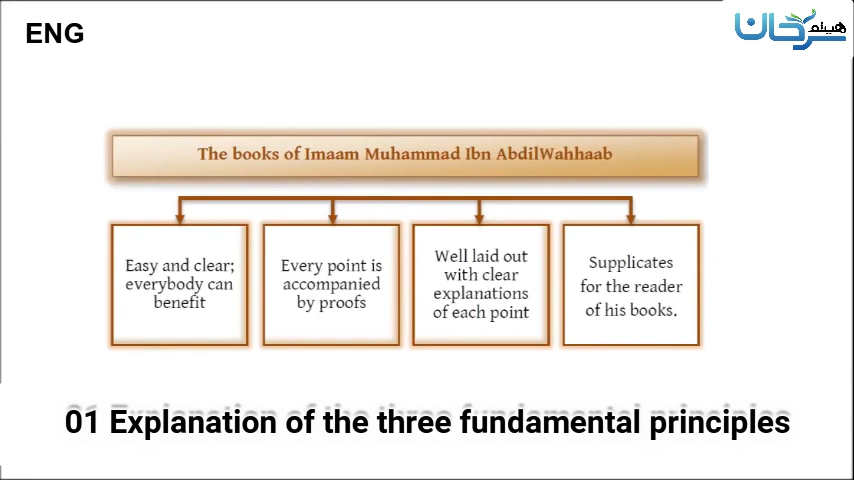 ENG
هيثم
سرحان
The books of Imaam Muhammad Ibn AbdilWahhaab
Easy and clear;
everybody can
benefit
Every point is
accompanied
by proofs
Well laid out
with clear
explanations
of each point
Supplicates
for the reader
of his books.
01 Explanation of the three fundamental principles